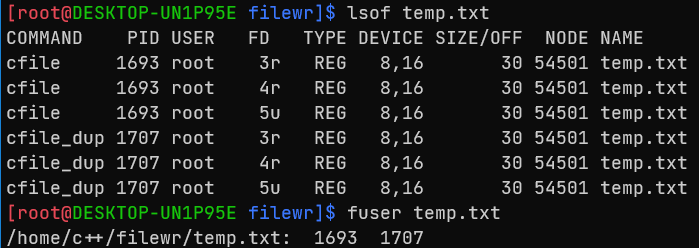 [root@DESKTOP-UN1P95E filewr]$ lsof temp.txt
COMMAND    PID USER   FD   TYPE DEVICE SIZE/OFF  NODE NAME
cfile     1693 root    3r   REG   8,16       30 54501 temp.txt
cfile     1693 root    4r   REG   8,16       30 54501 temp.txt
cfile     1693 root    5u   REG   8,16       30 54501 temp.txt
cfile_dup 1707 root    3r   REG   8,16       30 54501 temp.txt
cfile_dup 1707 root    4r   REG   8,16       30 54501 temp.txt
cfile_dup 1707 root    5u   REG   8,16       30 54501 temp.txt
[root@DESKTOP-UN1P95E filewr]$ fuser temp.txt
/home/c++/filewr/temp.txt:  1693  1707